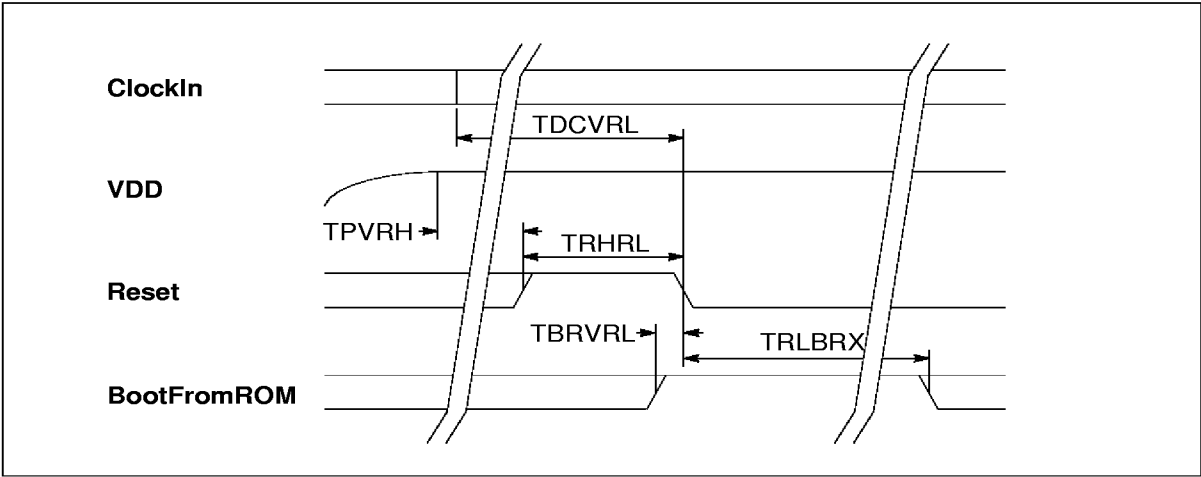 ClockIn
TDCVRL
VDD
TPVRH
TRHRL
Reset
TBRVRL
TRLBRX
BootFromROM